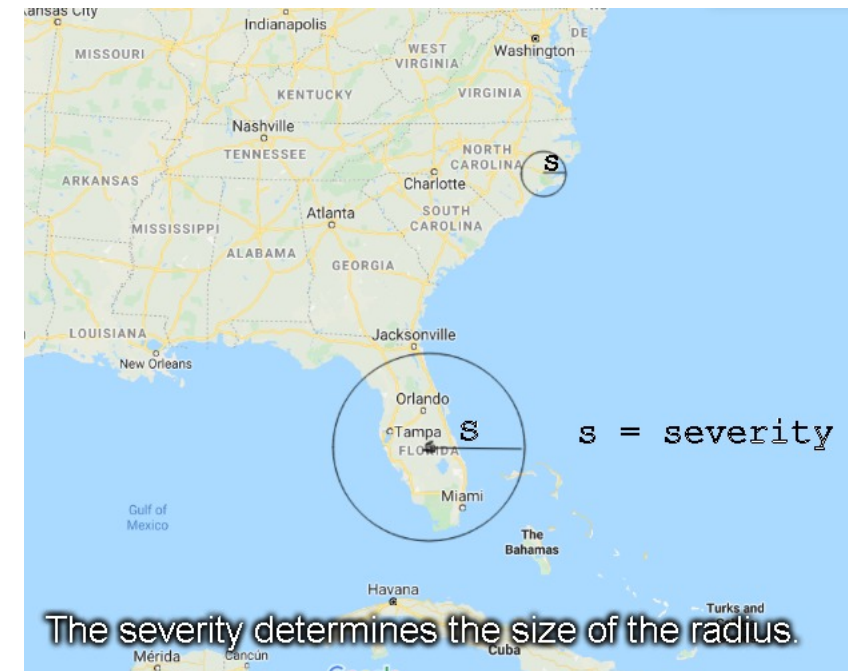 Kansas City
Indianapolis
DE
MISSOURI
WEST
VIRGINIA
Washington
KENTUCKY
VIRGINIA
Nashville
TENNESSEE
NORTH
CAROLINA
S
ARKANSAS
Charlotte
Atlanta
SOUTH
CAROLINA
MISSISSIPPI
ALABAMA
GEORGIA
LOUISIANA
Jacksonville
New Orleans
Orlando
Tampa
S
s = severity
FLORIDA
Miami
Gulf of
Mexico
The
Bahamas
Havana
Turks and
The severity determines the size of the radius.
Mérida
Cancún
Cuba